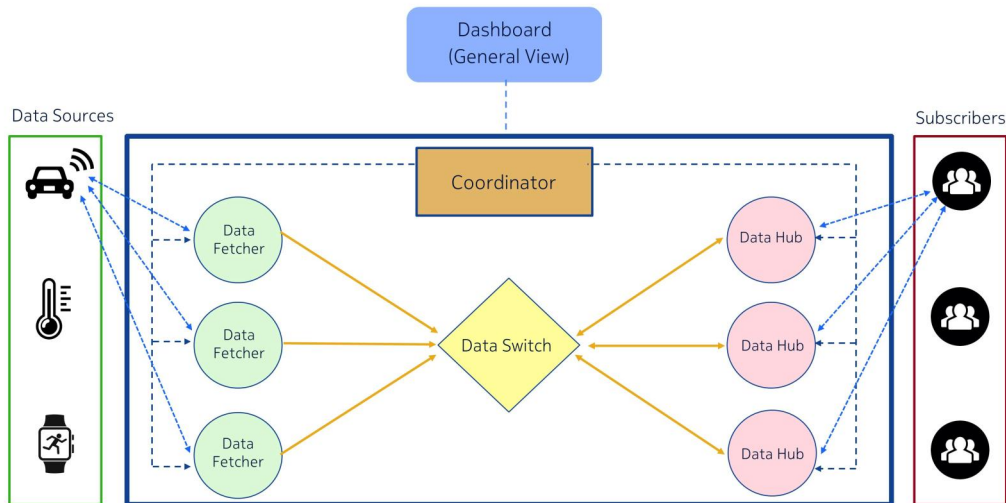 Dashboard
(General View)
Data Sources
Subscribers
Coordinator
Data
Fetcher
Data Hub
Data
Fetcher
Data Switch
Data Hub
Data
Fetcher
Data Hub